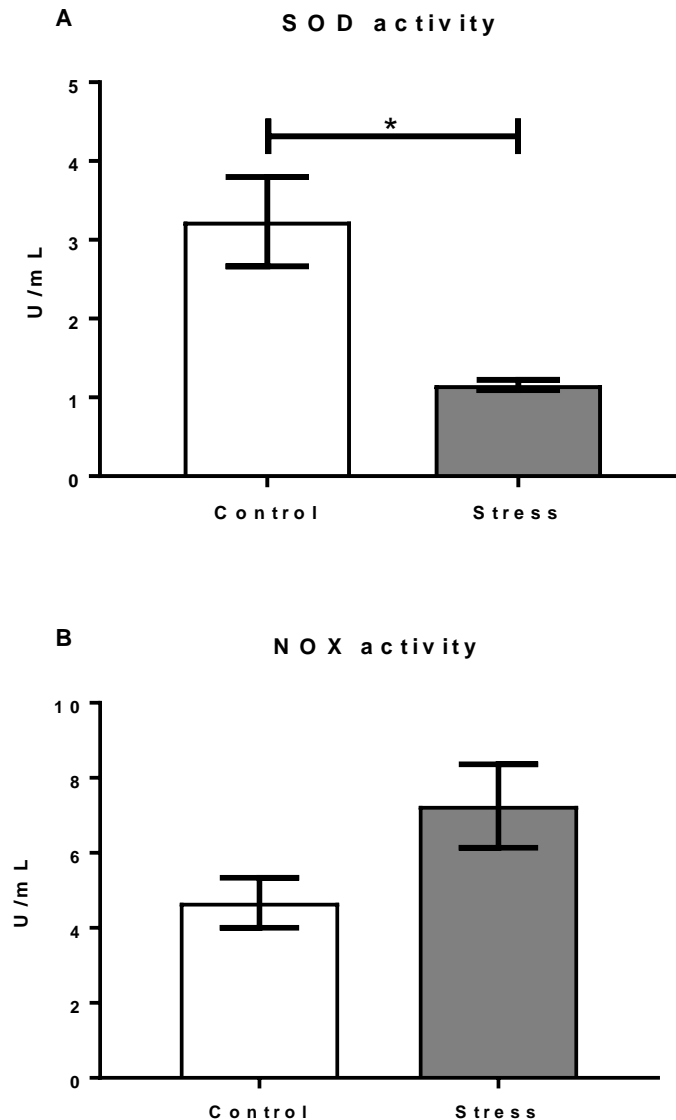 A
SOD activity
5
4
3
2
1
0
U/mL
*
Control Stress
B
NOX activity
10
8
6
4
2
0
U/mL
Control Stress